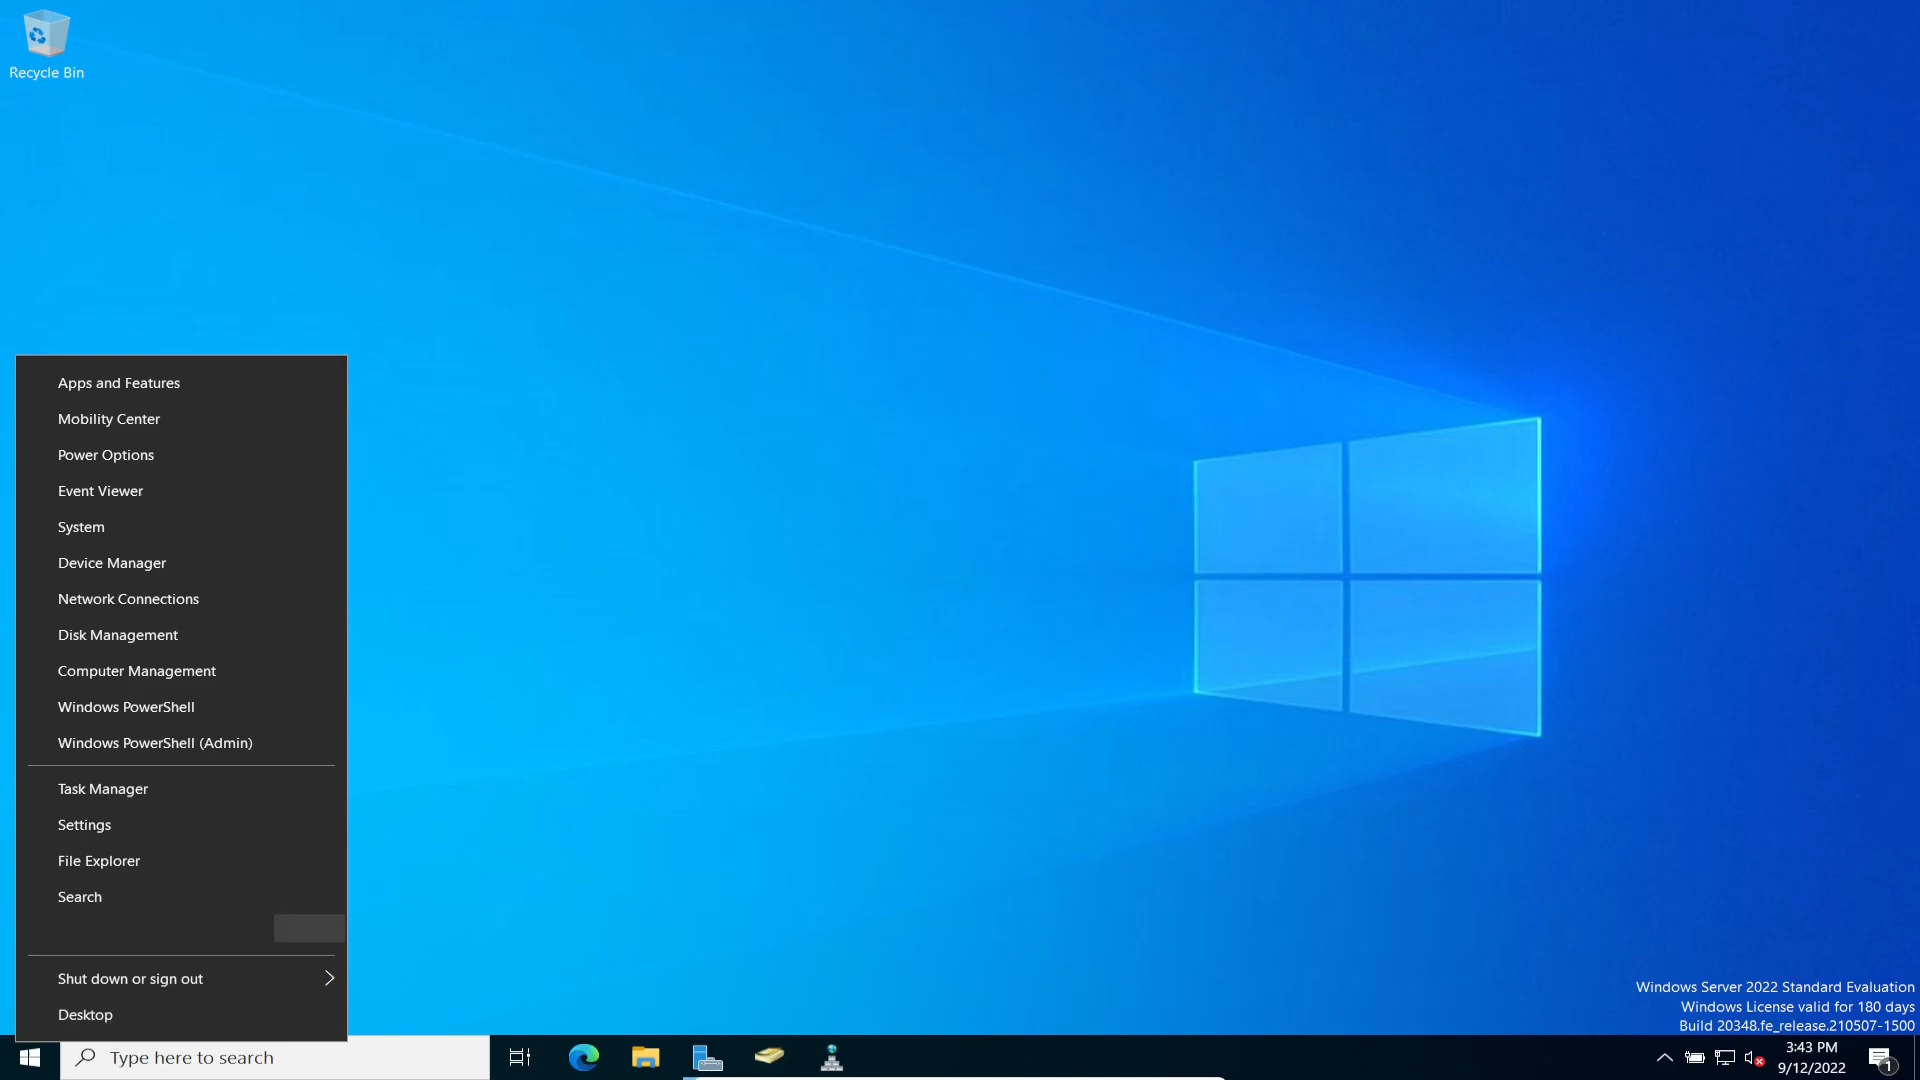 Recycle Bin
Apps and Features
Mobility Center
Power Options
Event Viewer
System
Device Manager
Network Connections
Disk Management
Computer Management
Windows PowerShell
Windows PowerShell (Admin)
Task Manager
Settings
File Explorer
Search
Shut down or sign out
Desktop
Windows Server 2022 Standard Evaluation
Windows License valid for 180 days
Build 20348.fe_release.210507-1500
Type here to search
3:43 PM
9/12/2022
1